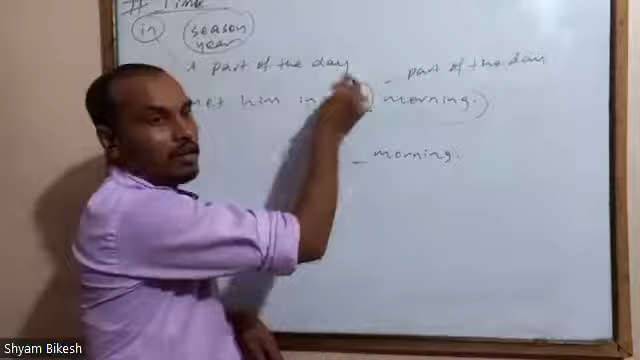 # Time
in season
year
A part of the day
part of the day
met him in morning.
morning.
Shyam Bikesh